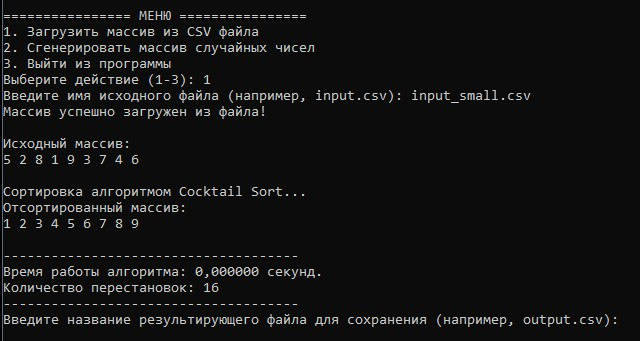 ================ МЕНЮ ================
1. Загрузить массив из CSV файла
2. Сгенерировать массив случайных чисел
3. Выйти из программы
Выберите действие (1-3): 1
Введите имя исходного файла (например, input.csv): input_small.csv
Массив успешно загружен из файла!
Исходный массив:
5 2 8 1 9 3 7 4 6
Сортировка алгоритмом Cocktail Sort...
Отсортированный массив:
1 2 3 4 5 6 7 8 9
-------------------------------------
Время работы алгоритма: 0,000000 секунд.
Количество перестановок: 16
-------------------------------------
Введите название результирующего файла для сохранения (например, output.csv):